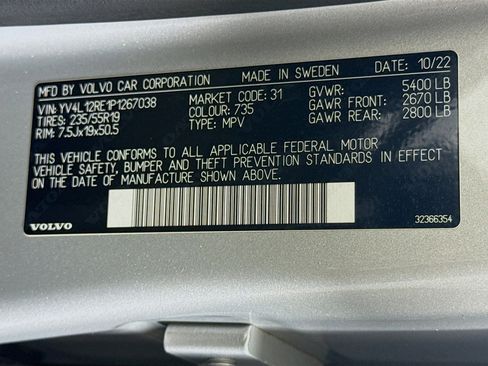 MFD BY VOLVO CAR CORPORATION MADE IN SWEDEN 10/22
VIN: YV4L12RE1P1267038 MARKET CODE: 31 GVWR: 5400 LB
TIRES: 235/55R19 COLOUR: 735 GAWR FRONT: 2670 LB
RIM: 7.5Jx19x50.5 TYPE: MPV GAWR REAR: 2800 LB
THIS VEHICLE CONFORMS TO ALL APPLICABLE FEDERAL MOTOR
VEHICLE SAFETY, BUMPER AND THEFT PREVENTION STANDARDS IN EFFECT
ON THE DATE OF MANUFACTURE SHOWN ABOVE.
VOLVO 32366354